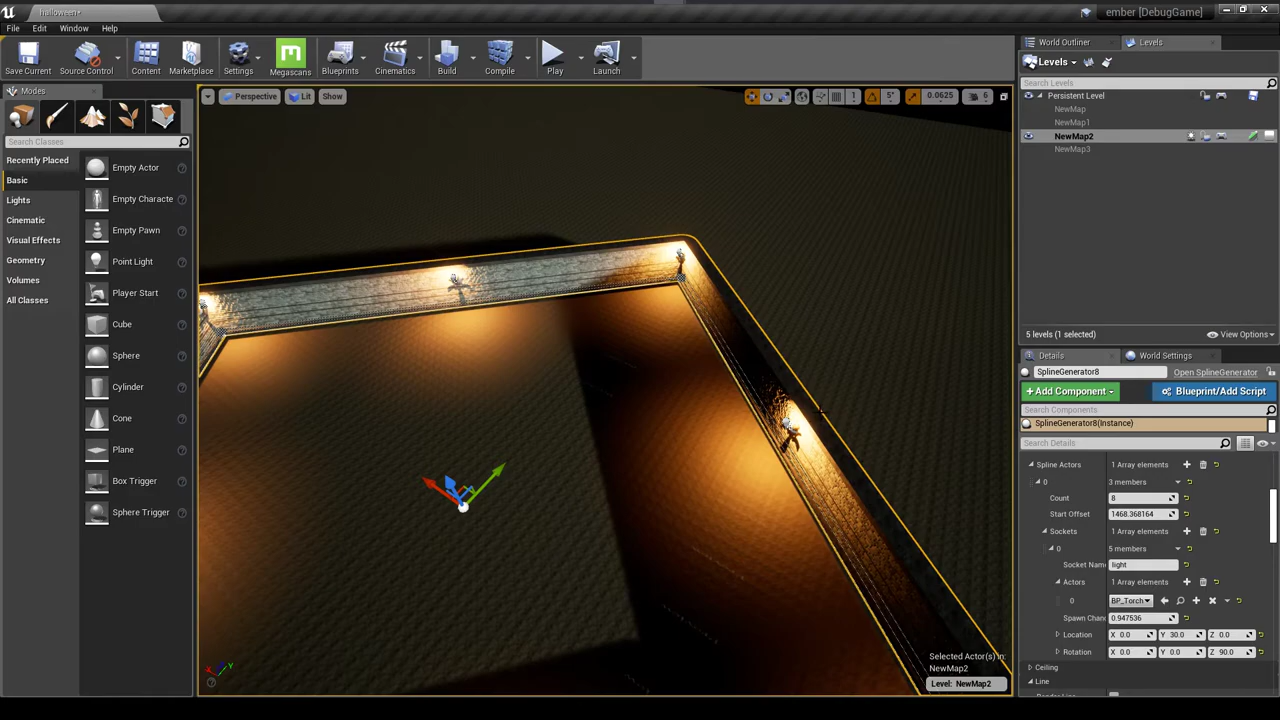 halloween*
ember [DebugGame]
File Edit Window Help
Save Current Source Control Content Marketplace Settings Megascans Blueprints Cinematics Build Compile Play Launch
Modes
Search Classes
Recently Placed
Basic
Lights
Cinematic
Visual Effects
Geometry
Volumes
All Classes
Empty Actor
Empty Characte
Empty Pawn
Point Light
Player Start
Cube
Sphere
Cylinder
Cone
Plane
Box Trigger
Sphere Trigger
Perspective Lit Show
1 5° 0.0625 6
Selected Actor(s) in:
NewMap2
Level: NewMap2
World Outliner Levels
Levels
Search Levels
Persistent Level
NewMap
NewMap1
NewMap2
NewMap3
5 levels (1 selected) View Options
Details World Settings
SplineGenerator8 Open SplineGenerator
+Add Component Blueprint/Add Script
Search Components
SplineGenerator8(Instance)
Search Details
Spline Actors 1 Array elements
0 3 members
Count 8
Start Offset 1468.368164
Sockets 1 Array elements
0 5 members
Socket Name light
Actors 1 Array elements
0 BP_Torch
Spawn Chanc 0.947536
Location X 0.0 Y 30.0 Z 0.0
Rotation X 0.0 Y 0.0 Z 90.0
Ceiling
Line